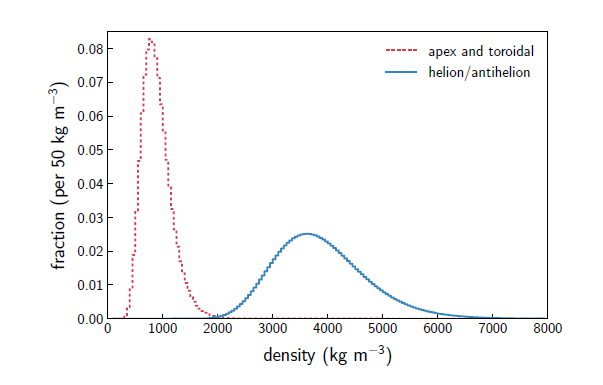 apex and toroidal
helion/antihelion
fraction (per 50 kg m⁻³)
0.08
0.07
0.06
0.05
0.04
0.03
0.02
0.01
0.00
0 1000 2000 3000 4000 5000 6000 7000 8000
density (kg m⁻³)